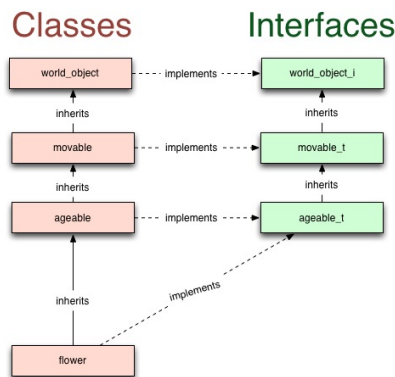 Classes Interfaces
world_object implements world_object_i
inherits inherits
movable implements movable_t
inherits inherits
ageable implements ageable_t
inherits implements
flower